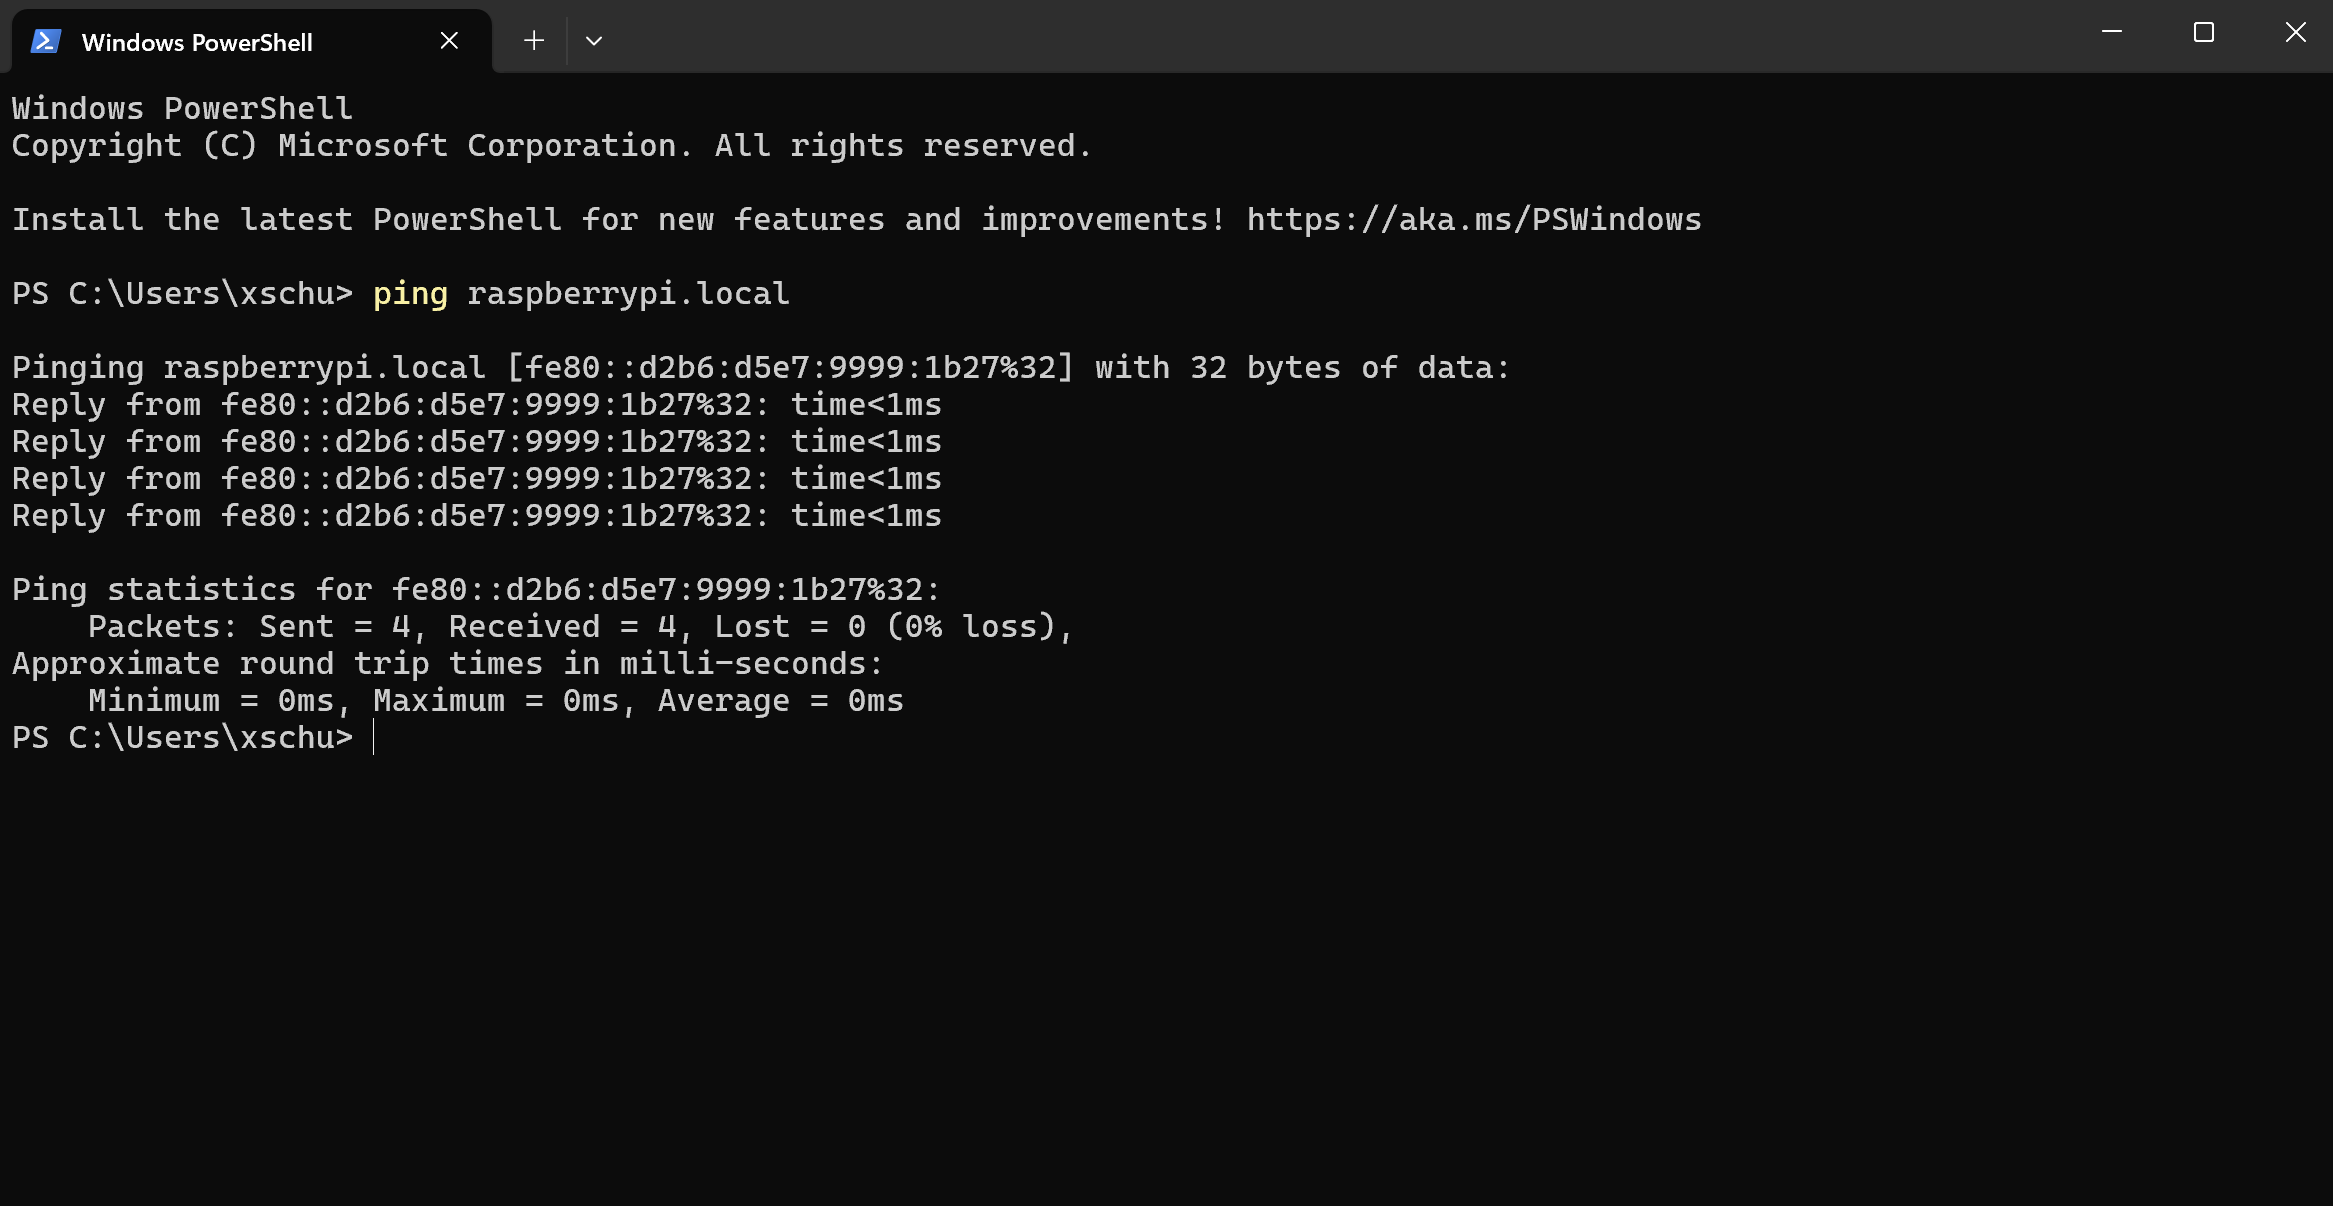 Windows PowerShell
Windows PowerShell
Copyright (C) Microsoft Corporation. All rights reserved.
Install the latest PowerShell for new features and improvements! https://aka.ms/PSWindows
PS C:\Users\xschu> ping raspberrypi.local
Pinging raspberrypi.local [fe80::d2b6:d5e7:9999:1b27%32] with 32 bytes of data:
Reply from fe80::d2b6:d5e7:9999:1b27%32: time<1ms
Reply from fe80::d2b6:d5e7:9999:1b27%32: time<1ms
Reply from fe80::d2b6:d5e7:9999:1b27%32: time<1ms
Reply from fe80::d2b6:d5e7:9999:1b27%32: time<1ms
Ping statistics for fe80::d2b6:d5e7:9999:1b27%32:
    Packets: Sent = 4, Received = 4, Lost = 0 (0% loss),
Approximate round trip times in milli-seconds:
    Minimum = 0ms, Maximum = 0ms, Average = 0ms
PS C:\Users\xschu>